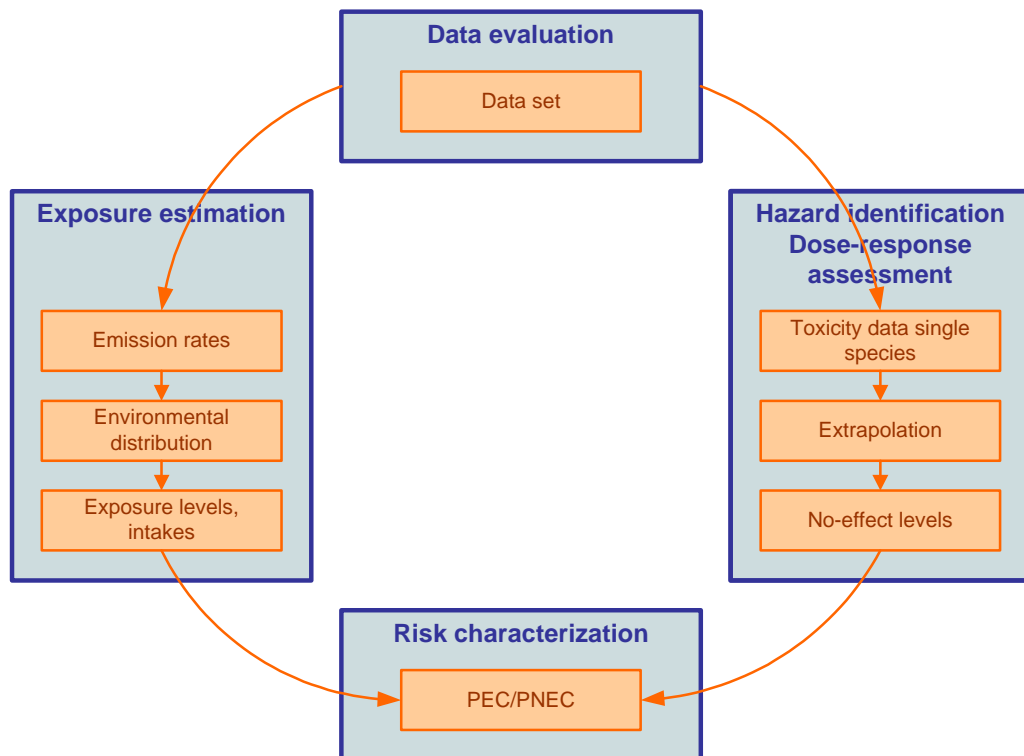 Data evaluation
Data set
Exposure estimation
Emission rates
Environmental
distribution
Exposure levels,
intakes
Hazard identification
Dose-response
assessment
Toxicity data single
species
Extrapolation
No-effect levels
Risk characterization
PEC/PNEC